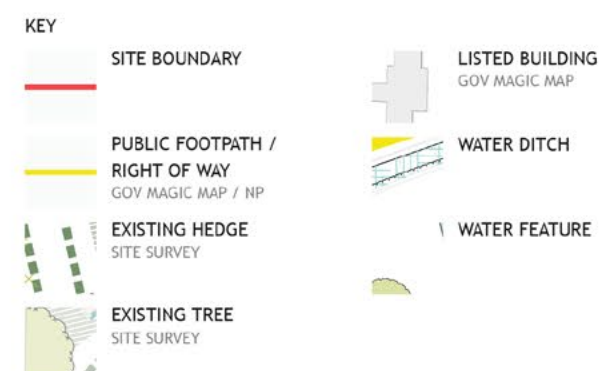 KEY
SITE BOUNDARY
PUBLIC FOOTPATH /
RIGHT OF WAY
GOV MAGIC MAP / NP
EXISTING HEDGE
SITE SURVEY
EXISTING TREE
SITE SURVEY
LISTED BUILDING
GOV MAGIC MAP
WATER DITCH
WATER FEATURE